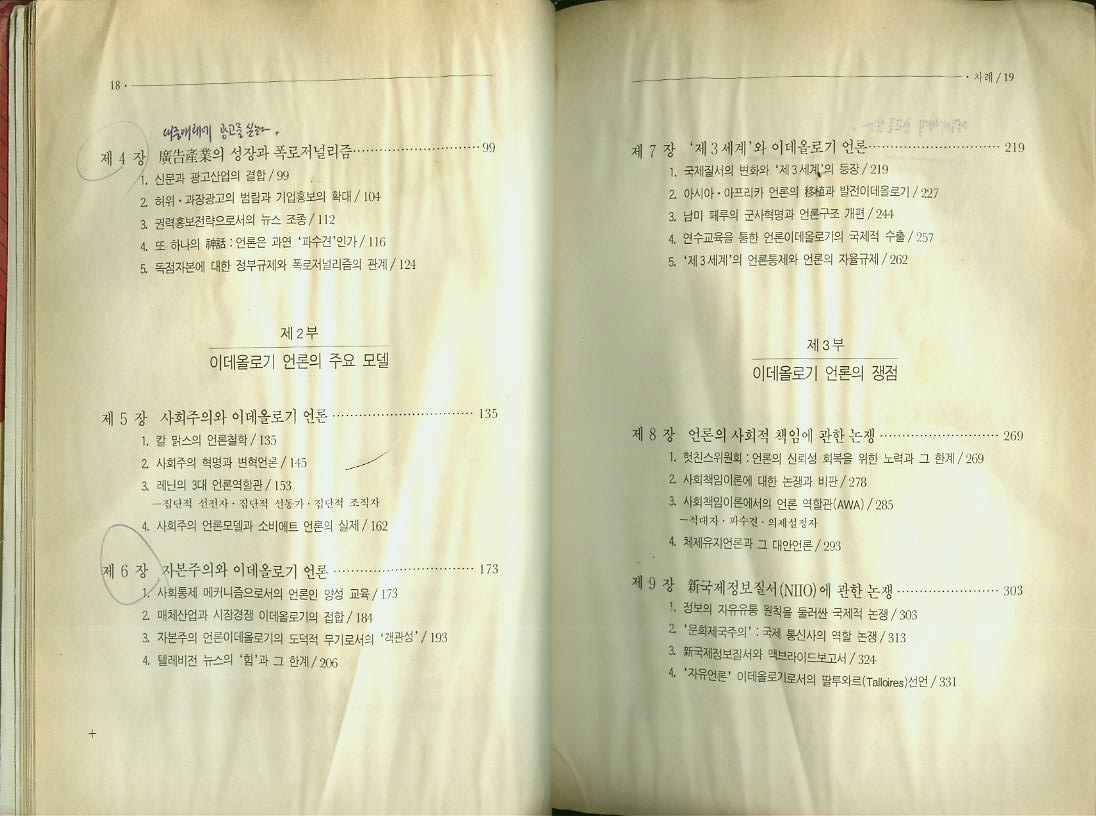 18 ·
대중매체가 광고를 싣는다.
제 4 장 廣告産業의 성장과 폭로저널리즘 ······························ 99
1. 신문과 광고산업의 결합 / 99
2. 허위·과장광고의 범람과 기업홍보의 확대 / 104
3. 권력홍보전략으로서의 뉴스 조종 / 112
4. 또 하나의 神話 : 언론은 과연 ‘파수견’인가 / 116
5. 독점자본에 대한 정부규제와 폭로저널리즘의 관계 / 124
제 2 부
이데올로기 언론의 주요 모델
제 5 장 사회주의와 이데올로기 언론 ······························ 135
1. 칼 맑스의 언론철학 / 135
2. 사회주의 혁명과 변혁언론 / 145
3. 레닌의 3대 언론역할관 / 153
―집단적 선전자·집단적 선동가·집단적 조직자
4. 사회주의 언론모델과 소비에트 언론의 실제 / 162
제 6 장 자본주의와 이데올로기 언론 ······························ 173
1. 사회통제 메커니즘으로서의 언론인 양성 교육 / 173
2. 매체산업과 시장경쟁 이데올로기의 접합 / 184
3. 자본주의 언론이데올로기의 도덕적 무기로서의 ‘객관성’ / 193
4. 텔레비전 뉴스의 ‘힘’과 그 한계 / 206
· 차례 / 19
제 7 장 ‘제 3 세계’와 이데올로기 언론 ······························ 219
1. 국제질서의 변화와 ‘제 3 세계’의 등장 / 219
2. 아시아·아프리카 언론의 移植과 발전이데올로기 / 227
3. 남미 페루의 군사혁명과 언론구조 개편 / 244
4. 연수교육을 통한 언론이데올로기의 국제적 수출 / 257
5. ‘제 3 세계’의 언론통제와 언론의 자율규제 / 262
제 3 부
이데올로기 언론의 쟁점
제 8 장 언론의 사회적 책임에 관한 논쟁 ······························ 269
1. 헛친스위원회 : 언론의 신뢰성 회복을 위한 노력과 그 한계 / 269
2. 사회책임이론에 대한 논쟁과 비판 / 278
3. 사회책임이론에서의 언론 역할관(AWA) / 285
―적대자·파수견·의제설정자
4. 체제유지언론과 그 대안언론 / 293
제 9 장 新국제정보질서(NIIO)에 관한 논쟁 ······························ 303
1. 정보의 자유유통 원칙을 둘러싼 국제적 논쟁 / 303
2. ‘문화제국주의’ : 국제 통신사의 역할 논쟁 / 313
3. 新국제정보질서와 맥브라이드보고서 / 324
4. ‘자유언론’ 이데올로기로서의 딸루와르(Talloires)선언 / 331